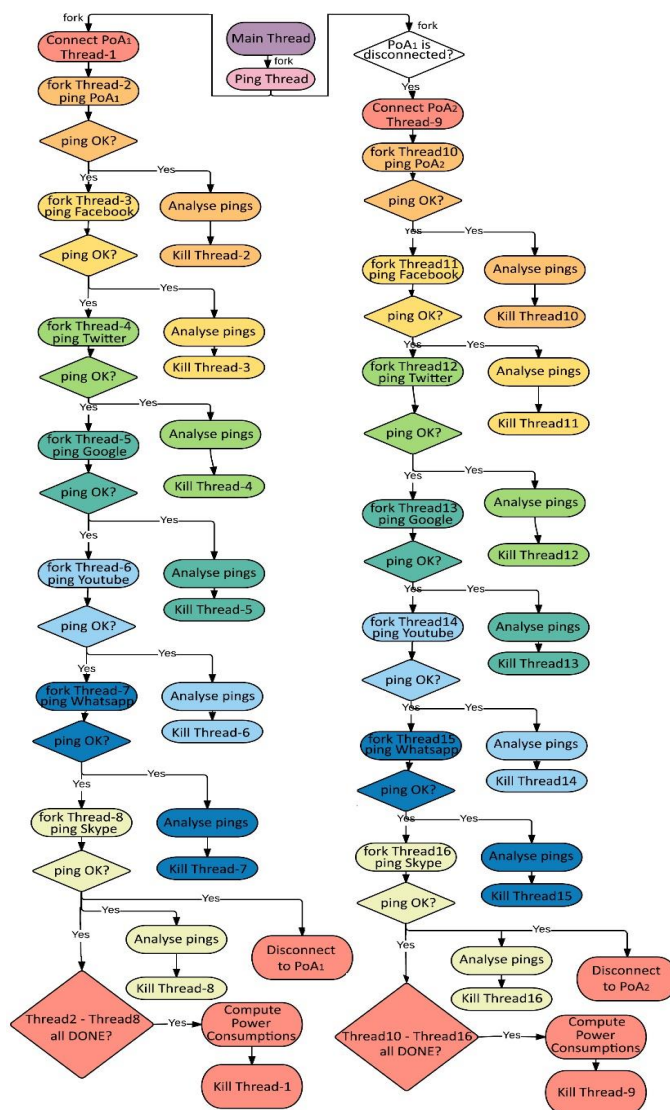 fork
Connect PoA1
Thread-1
fork Thread-2
ping PoA1
ping OK?
Yes
Yes
fork Thread-3
ping Facebook
Analyse pings
Kill Thread-2
ping OK?
Yes
Yes
fork Thread-4
ping Twitter
Analyse pings
Kill Thread-3
ping OK?
Yes
Yes
fork Thread-5
ping Google
Analyse pings
Kill Thread-4
ping OK?
Yes
Yes
fork Thread-6
ping Youtube
Analyse pings
Kill Thread-5
ping OK?
Yes
Yes
fork Thread-7
ping Whatsapp
Analyse pings
Kill Thread-6
ping OK?
Yes
Yes
fork Thread-8
ping Skype
Analyse pings
Kill Thread-7
ping OK?
Yes
Yes
Yes
Analyse pings
Kill Thread-8
Disconnect
to PoA1
Thread2 - Thread8
all DONE?
Yes
Compute
Power
Consumptions
Kill Thread-1
Main Thread
fork
Ping Thread
fork
PoA1 is
disconnected?
Yes
Connect PoA2
Thread-9
fork Thread10
ping PoA2
ping OK?
Yes
Yes
fork Thread11
ping Facebook
Analyse pings
Kill Thread10
ping OK?
Yes
Yes
fork Thread12
ping Twitter
Analyse pings
Kill Thread11
ping OK?
Yes
Yes
fork Thread13
ping Google
Analyse pings
Kill Thread12
ping OK?
Yes
Yes
fork Thread14
ping Youtube
Analyse pings
Kill Thread13
ping OK?
Yes
Yes
fork Thread15
ping Whatsapp
Analyse pings
Kill Thread14
ping OK?
Yes
Yes
fork Thread16
ping Skype
Analyse pings
Kill Thread15
ping OK?
Yes
Yes
Yes
Analyse pings
Kill Thread16
Disconnect
to PoA2
Thread10 - Thread16
all DONE?
Yes
Compute
Power
Consumptions
Kill Thread-9